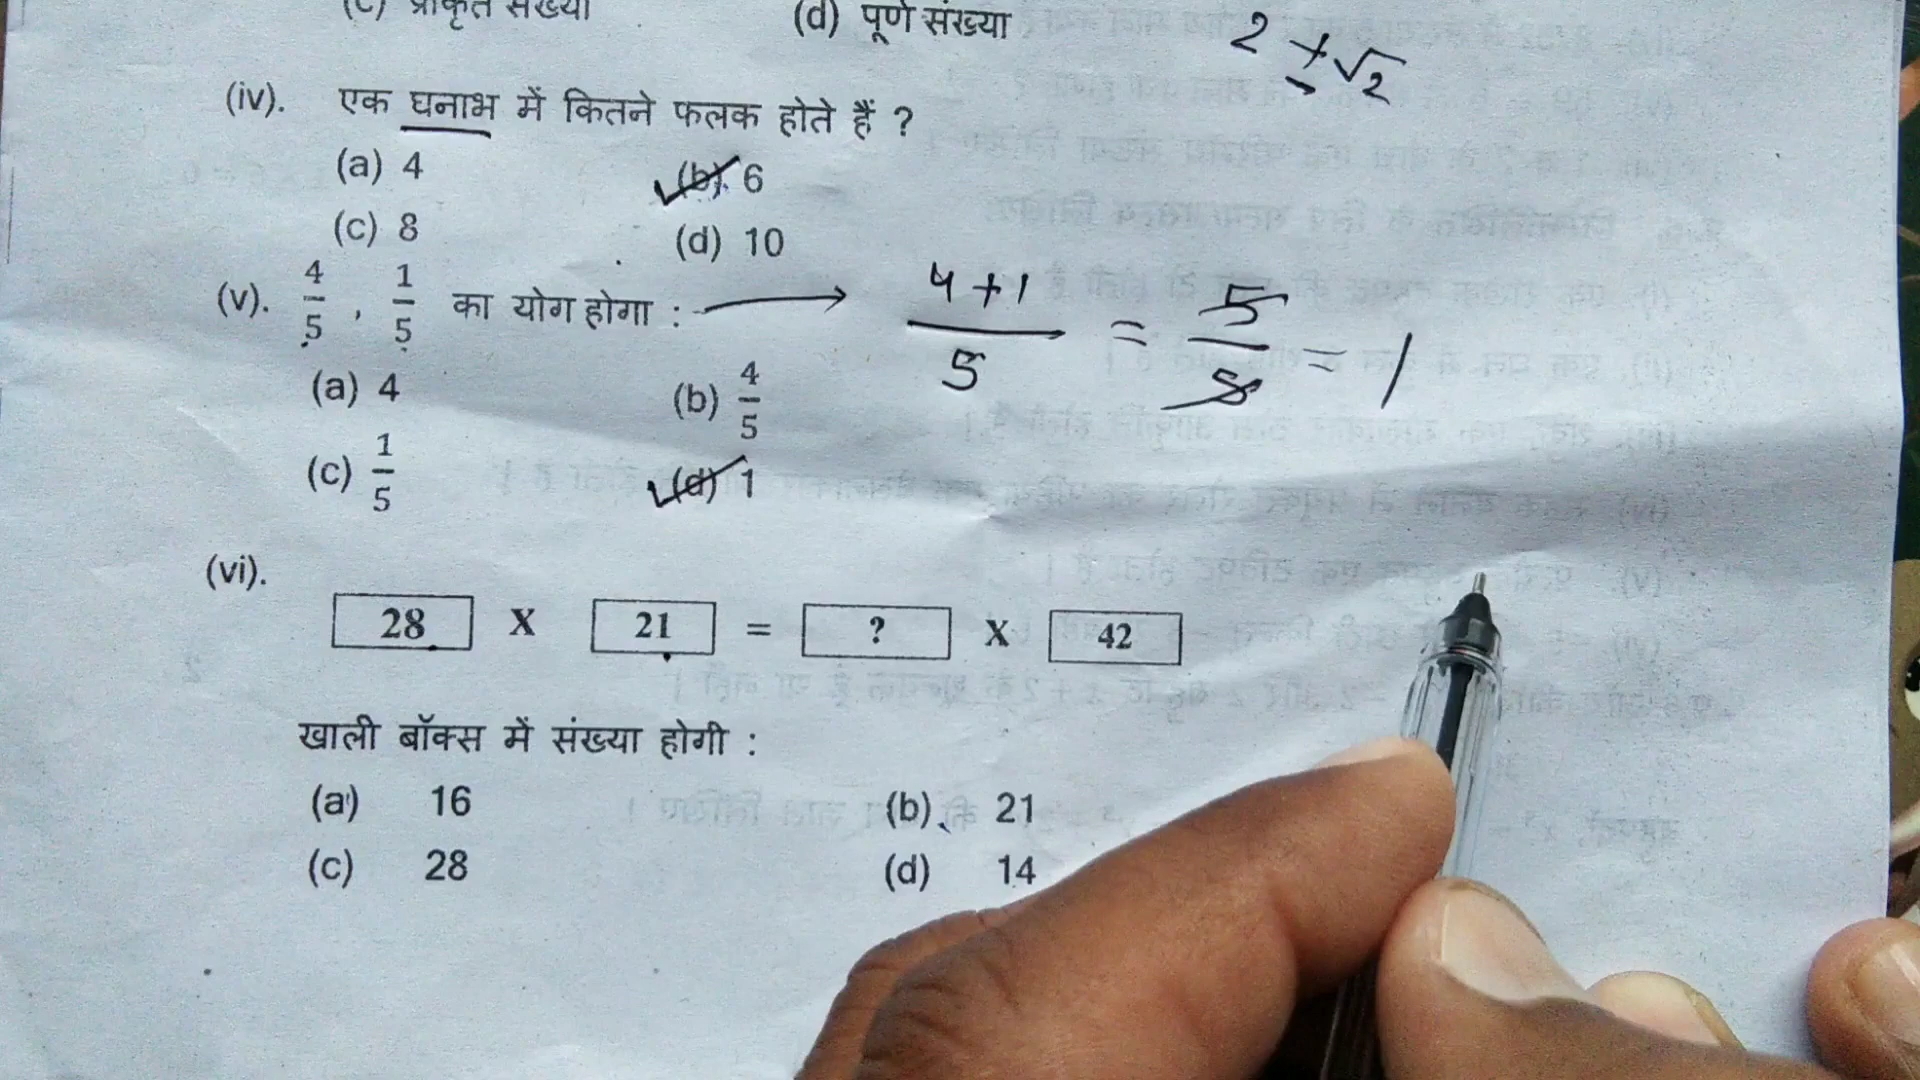 (c) प्राकृत संख्या (d) पूर्ण संख्या
2 ± √2
(iv). एक घनाभ में कितने फलक होते हैं ?
(a) 4 (b) 6
(c) 8 (d) 10
(v). 4/5 , 1/5 का योग होगा : → 4+1/5 = 5/5 = 1
(a) 4 (b) 4/5
(c) 1/5 (d) 1
(vi).
28 X 21 = ? X 42
खाली बॉक्स में संख्या होगी :
(a) 16 (b) 21
(c) 28 (d) 14